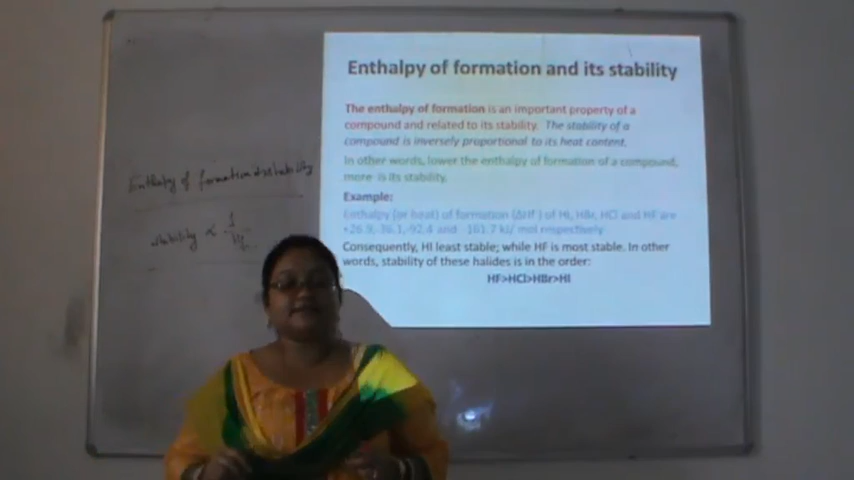 Enthalpy of formation and its stability
The enthalpy of formation is an important property of a
compound and related to its stability. The stability of a
compound is inversely proportional to its heat content.
In other words, lower the enthalpy of formation of a compound,
more is its stability.
Example:
Enthalpy (or heat) of formation (ΔHf ) of HI, HBr, HCl and HF are
+26.9,-36.1,-92.4 and 161.7 kJ/ mol respectively
Consequently, HI least stable; while HF is most stable. In other
words, stability of these halides is in the order:
HF>HCl>HBr>HI
Enthalpy of formation stability
stability ∝ 1